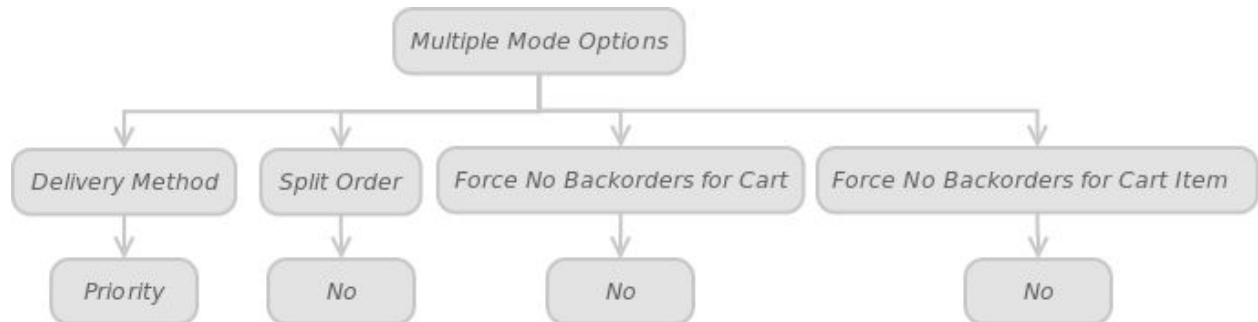 Multiple Mode Options
Delivery Method
Split Order
Force No Backorders for Cart
Force No Backorders for Cart Item
Priority
No
No
No